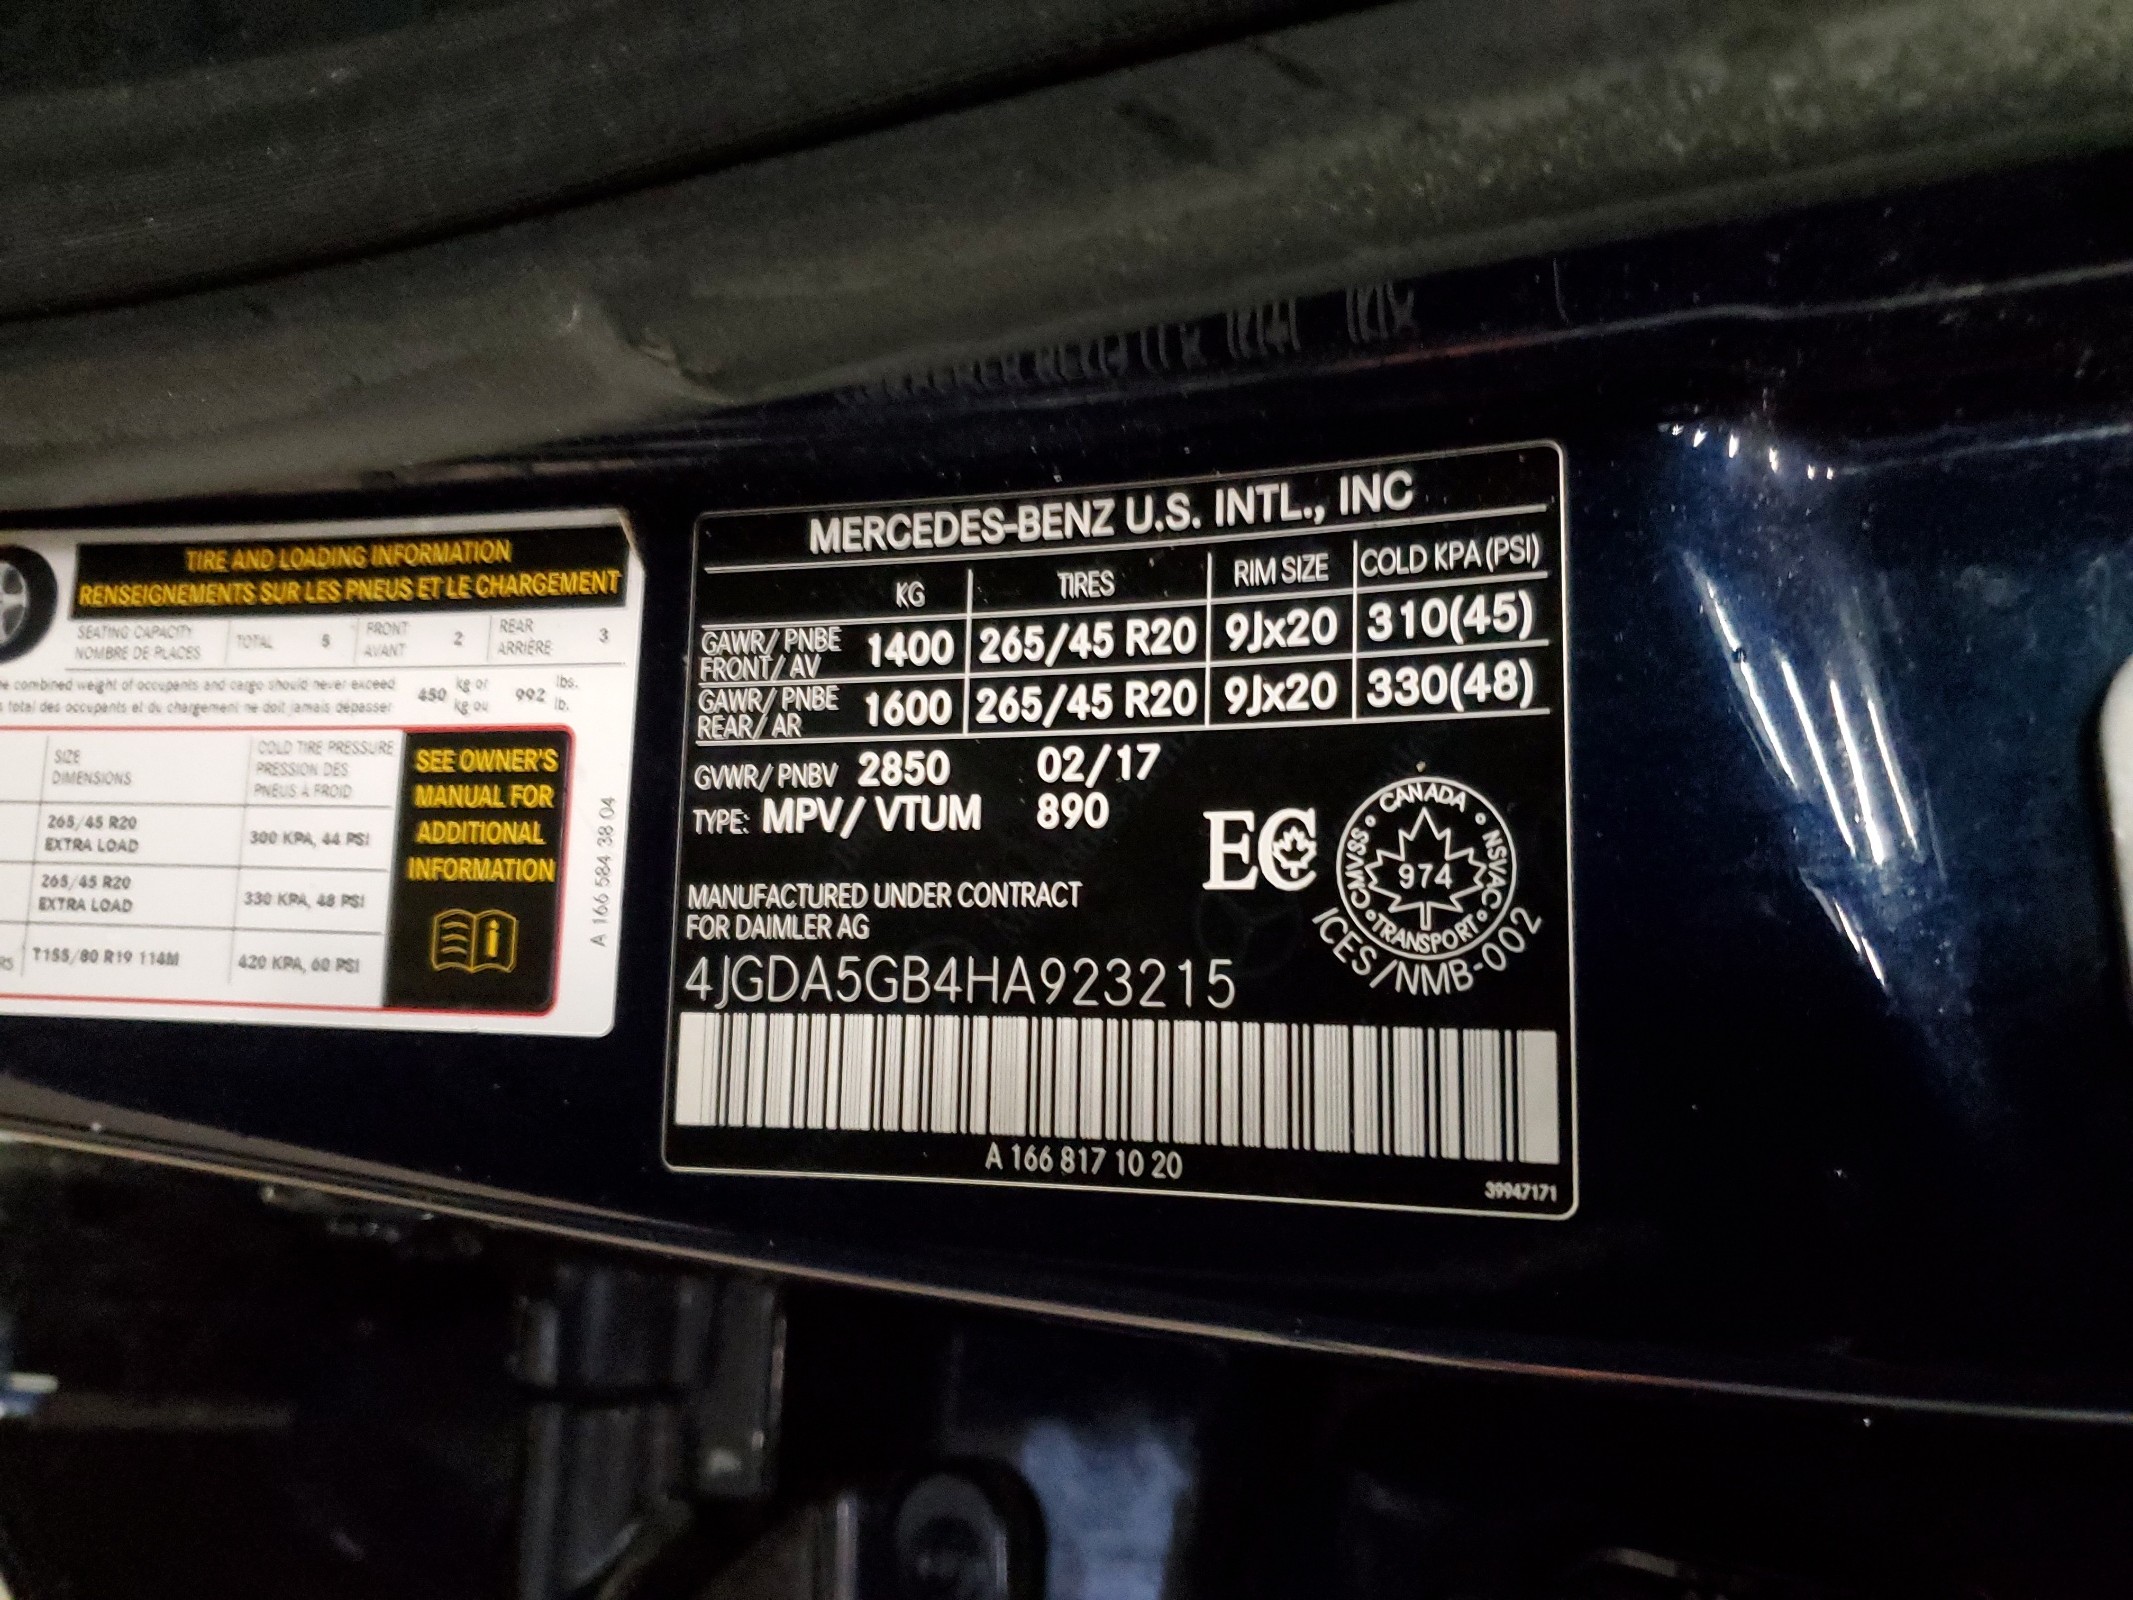 TIRE AND LOADING INFORMATION
RENSEIGNEMENTS SUR LES PNEUS ET LE CHARGEMENT
SEATING CAPACITY
NOMBRE DE PLACES
TOTAL 5
FRONT
AVANT
2
REAR
ARRIÈRE
3
combined weight of occupants and cargo should never exceed
total des occupants et du chargement ne doit jamais dépasser
450
kg or
kg ou
992
lbs.
lb.
SIZE
DIMENSIONS
COLD TIRE PRESSURE
PRESSION DES
PNEUS À FROID
265/45 R20
EXTRA LOAD
300 KPA, 44 PSI
265/45 R20
EXTRA LOAD
330 KPA, 48 PSI
T155/80 R19 114M
420 KPA, 60 PSI
SEE OWNER'S
MANUAL FOR
ADDITIONAL
INFORMATION
A 166 584 38 04
MERCEDES-BENZ U.S. INTL., INC
KG TIRES RIM SIZE COLD KPA (PSI)
GAWR/ PNBE
FRONT/ AV
1400 265/45 R20 9Jx20 310(45)
GAWR/ PNBE
REAR/ AR
1600 265/45 R20 9Jx20 330(48)
GVWR/ PNBV 2850 02/17
TYPE: MPV/ VTUM 890
EC
CANADA
NSVAC
TRANSPORT
CMVSS
974
ICES/NMB-002
MANUFACTURED UNDER CONTRACT
FOR DAIMLER AG
4JGDA5GB4HA923215
A 166 817 10 20
39947171